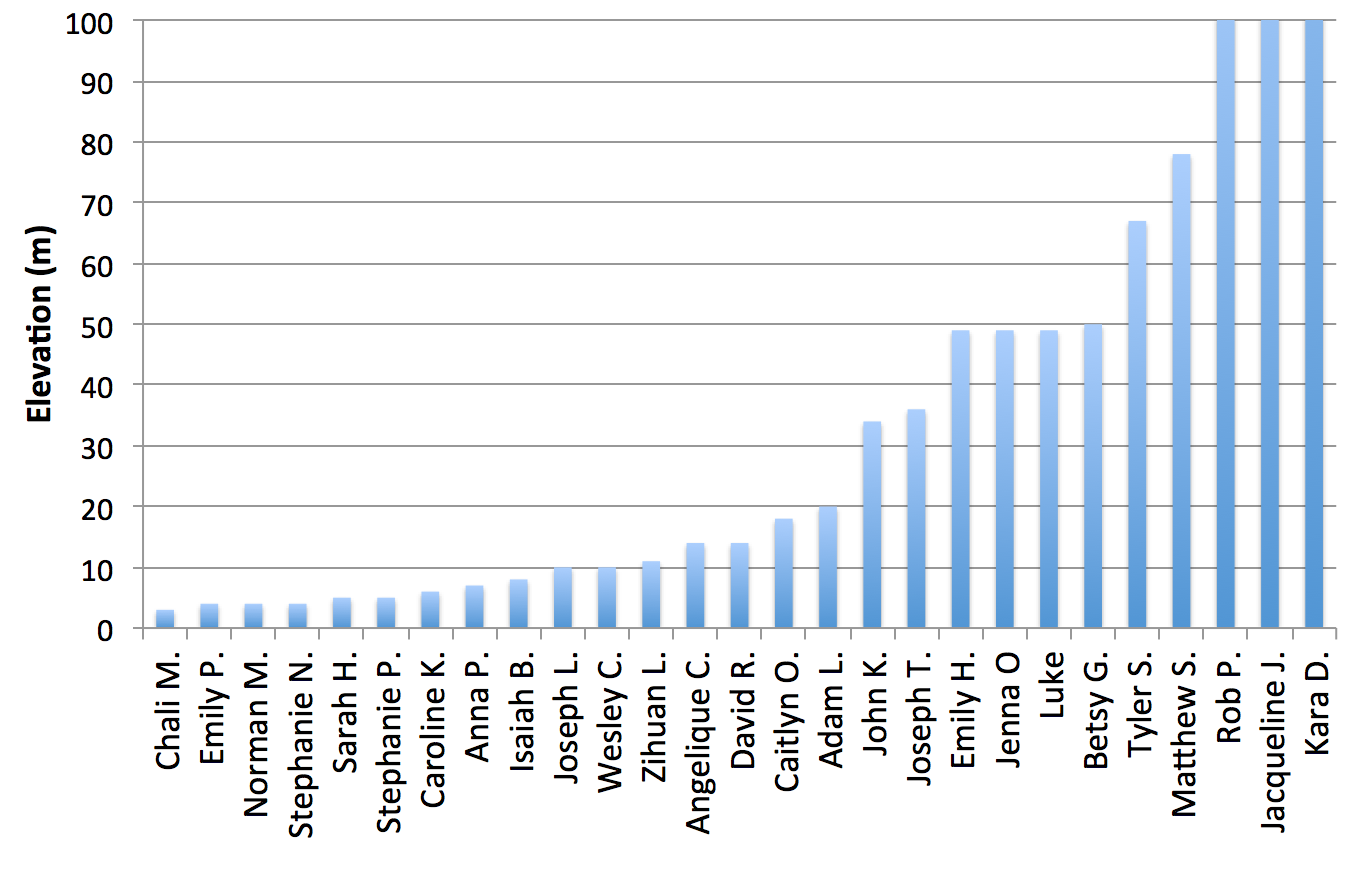 Elevation (m)
100
90
80
70
60
50
40
30
20
10
0
Chali M.
Emily P.
Norman M.
Stephanie N.
Sarah H.
Stephanie P.
Caroline K.
Anna P.
Isaiah B.
Joseph L.
Wesley C.
Zihuan L.
Angelique C.
David R.
Caitlyn O.
Adam L.
John K.
Joseph T.
Emily H.
Jenna O
Luke
Betsy G.
Tyler S.
Matthew S.
Rob P.
Jacqueline J.
Kara D.